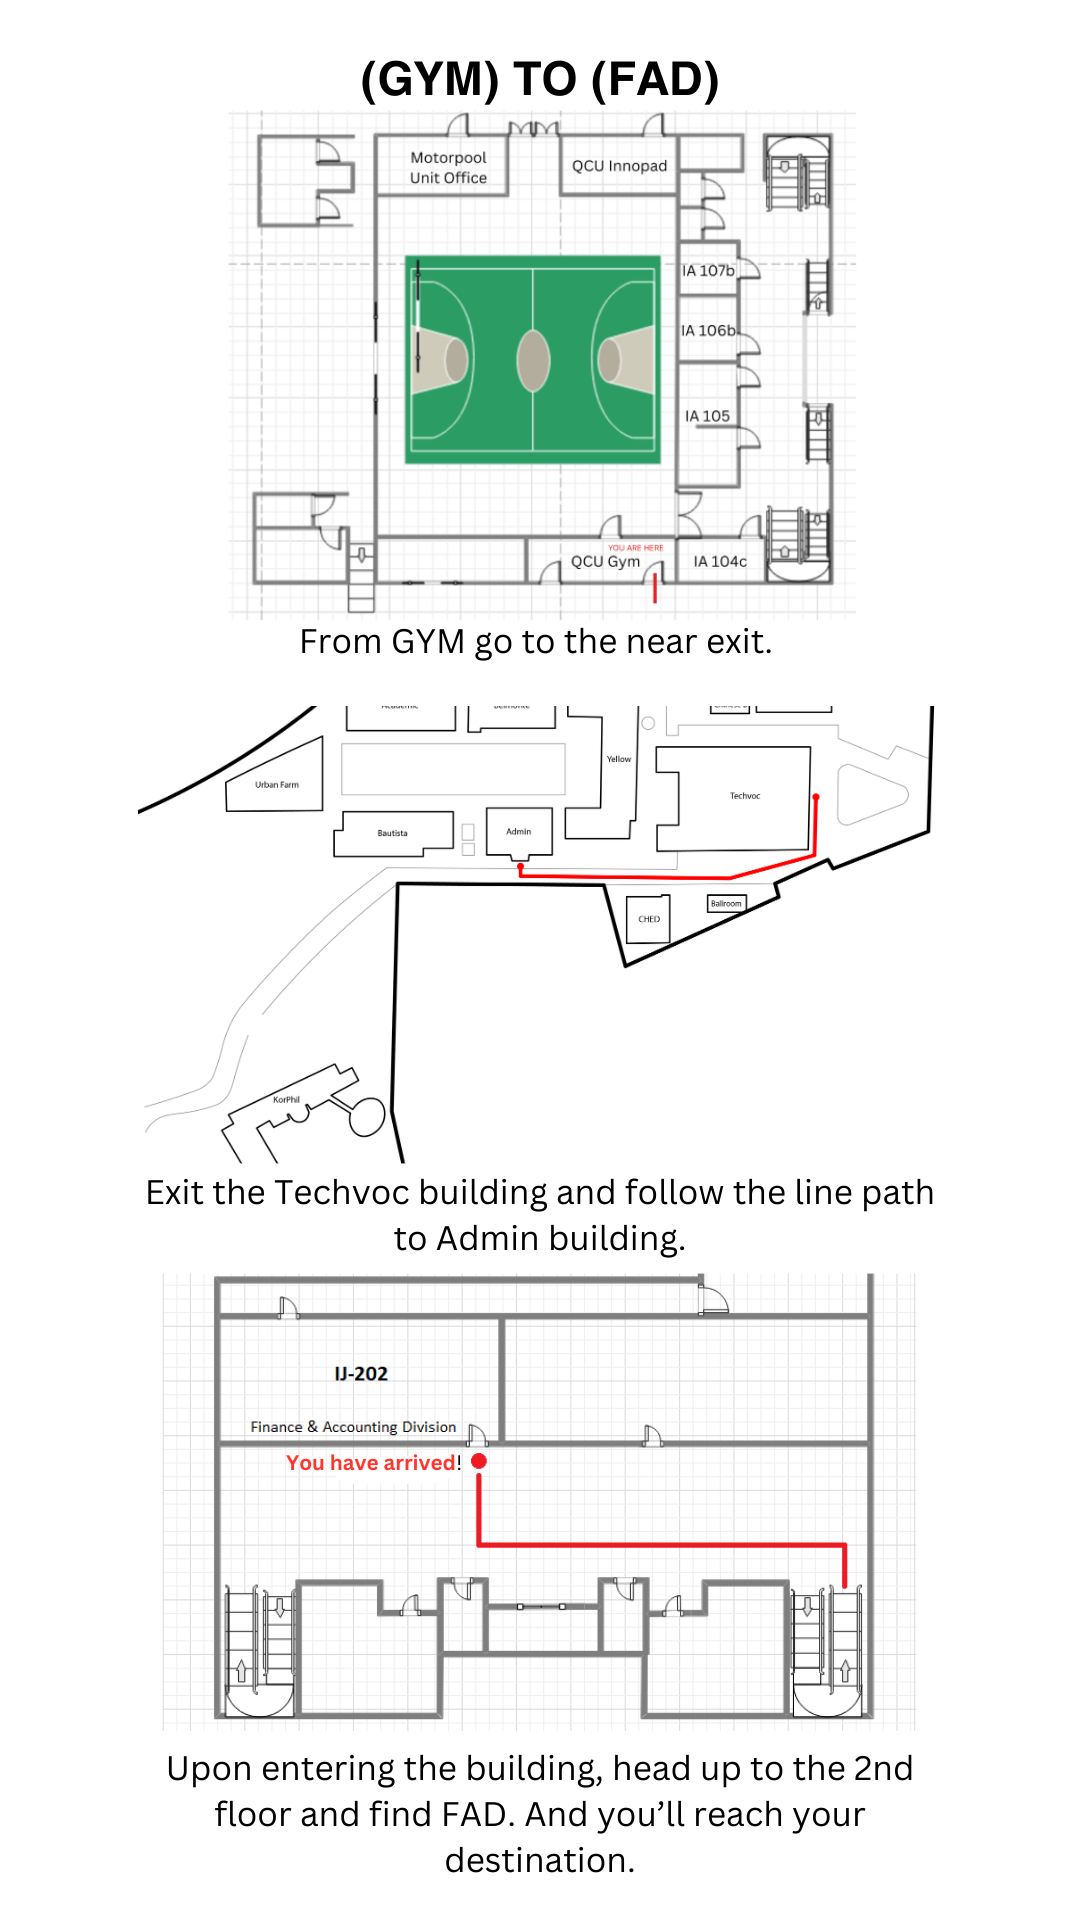 (GYM) TO (FAD)
Motorpool
Unit Office
QCU Innopad
IA 107b
IA 106b
IA 105
YOU ARE HERE
QCU Gym
IA 104c
From GYM go to the near exit.
Academic
Belmonte
Yellow
Urban Farm
Techvoc
Bautista
Admin
CHED
Ballroom
KorPhil
Exit the Techvoc building and follow the line path
to Admin building.
IJ-202
Finance & Accounting Division
You have arrived!
Upon entering the building, head up to the 2nd
floor and find FAD. And you’ll reach your
destination.